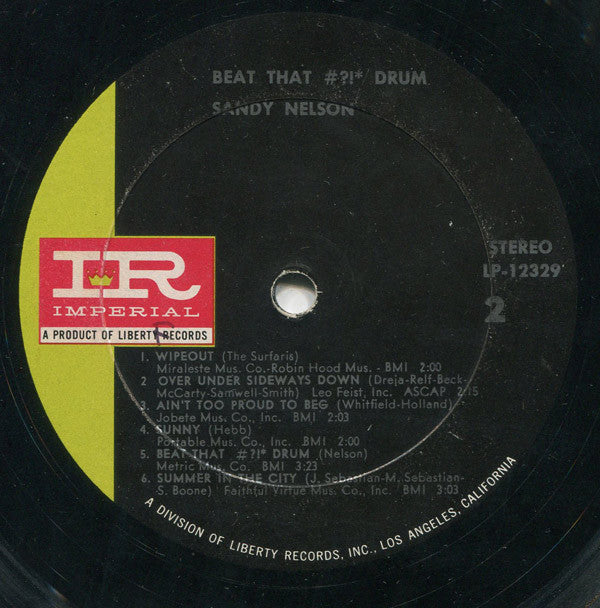 BEAT THAT #?!* DRUM
SANDY NELSON
STEREO
LP-12329
2
IR
IMPERIAL
A PRODUCT OF LIBERTY RECORDS
1. WIPEOUT (The Surfaris)
Miraleste Mus. Co.-Robin Hood Mus. - BMI 2:00
2 OVER UNDER SIDEWAYS DOWN (Dreja-Relf-Beck-
McCarty-Samwell-Smith) Leo Feist, Inc. ASCAP 2:15
3. AIN'T TOO PROUD TO BEG (Whitfield-Holland)
Jobete Mus. Co., Inc. BMI 2:03
4. SUNNY (Hebb)
Portable Mus. Co., Inc. BMI 2:00
5. BEAT THAT #?!* DRUM (Nelson)
Metric Mus. Co. BMI 3:23
6. SUMMER IN THE CITY (J. Sebastian-M. Sebastian-
S. Boone) Faithful Virtue Mus. Co., Inc. BMI 3:03
A DIVISION OF LIBERTY RECORDS, INC., LOS ANGELES, CALIFORNIA